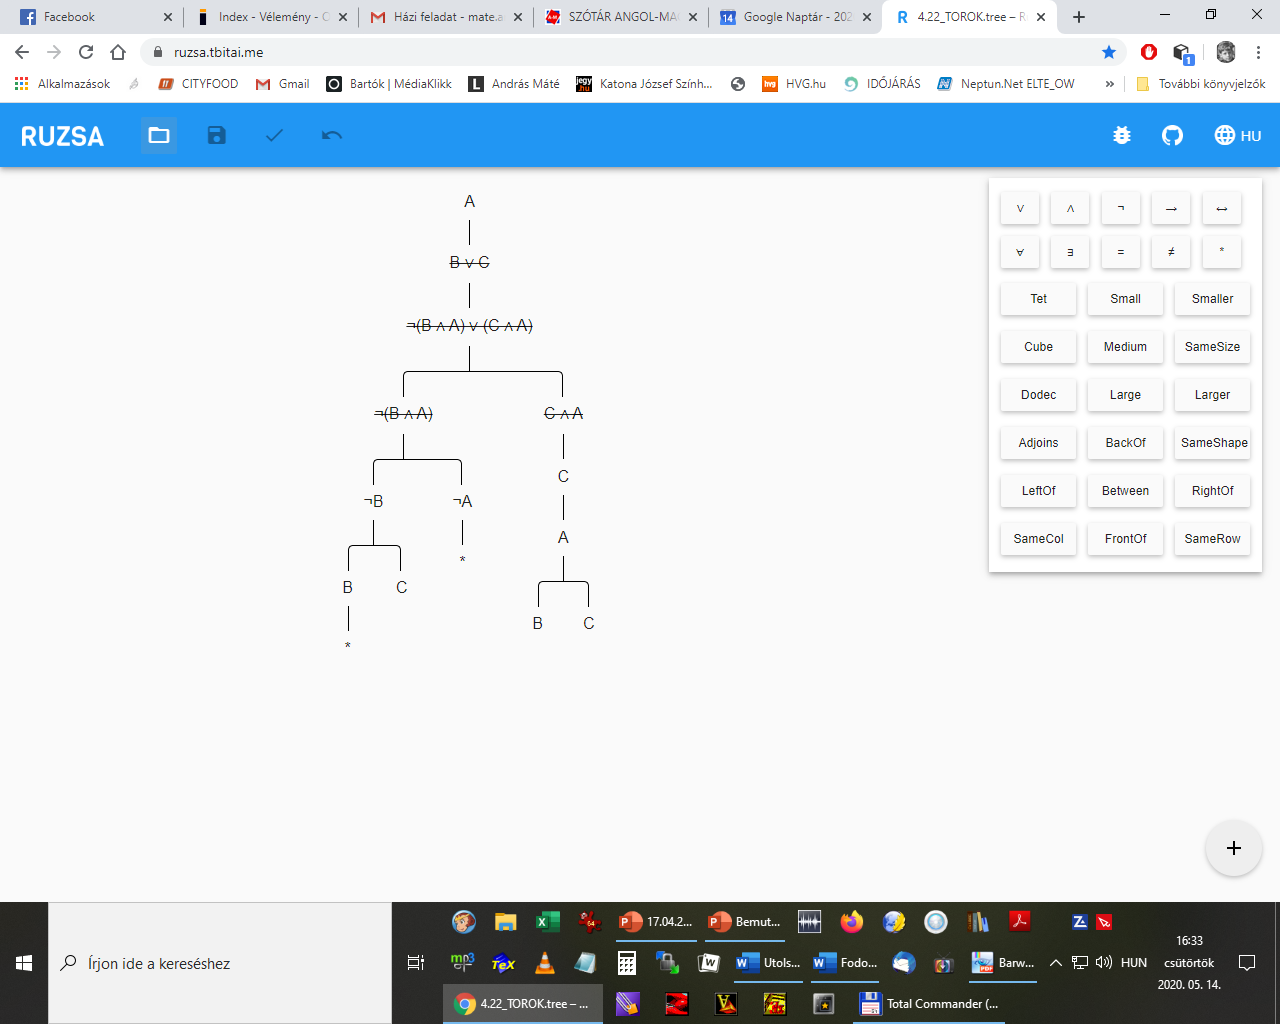 Facebook
Index - Vélemény - C
Házi feladat - mate.a
SZÓTÁR ANGOL-MA
Google Naptár - 202
4.22_TOROK.tree – R
ruzsa.tbitai.me
Alkalmazások
CITYFOOD
Gmail
Bartók | MédiaKlikk
András Máté
Katona József Szính...
HVG.hu
IDŐJÁRÁS
Neptun.Net ELTE_OW
»
További könyvjelzők
RUZSA
HU
A
B ∨ C
¬(B ∧ A) ∨ (C ∧ A)
¬(B ∧ A) C ∧ A
C
¬B ¬A
A
*
B C
B C
*
∨ ∧ ¬ → ↔
∀ ∃ = ≠ *
Tet Small Smaller
Cube Medium SameSize
Dodec Large Larger
Adjoins BackOf SameShape
LeftOf Between RightOf
SameCol FrontOf SameRow
+
17.04.2... Bemut...
Írjon ide a kereséshez
mp3 TeX Utols... Fodo... Barw... HUN
4.22_TOROK.tree – ... Total Commander (...
16:33
csütörtök
2020. 05. 14.